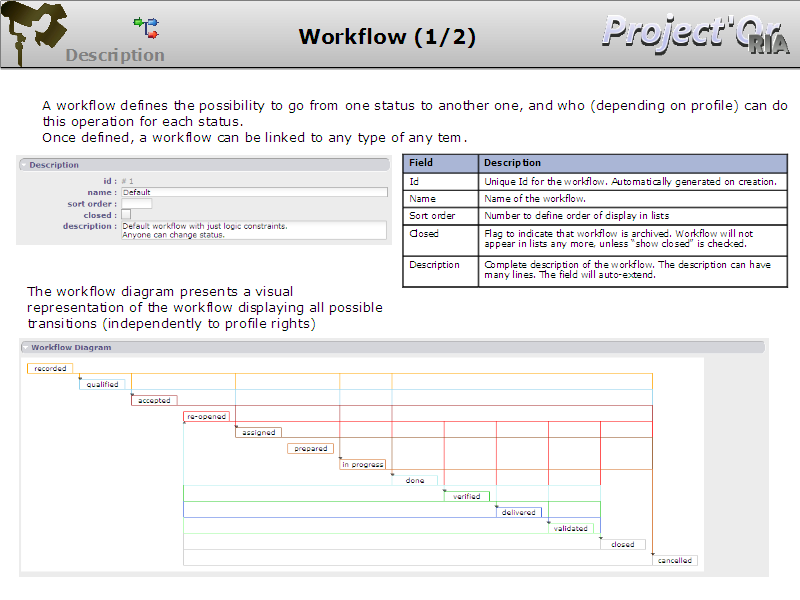 Description
Workflow (1/2)
Project'Or
RIA
A workflow defines the possibility to go from one status to another one, and who (depending on profile) can do
this operation for each status.
Once defined, a workflow can be linked to any type of any tem.
Description
id : # 1
name : Default
sort order :
closed :
description : Default workflow with just logic constraints.
Anyone can change status.
Field Description
Id Unique Id for the workflow. Automatically generated on creation.
Name Name of the workflow.
Sort order Number to define order of display in lists
Closed Flag to indicate that workflow is archived. Workflow will not
appear in lists any more, unless “show closed” is checked.
Description Complete description of the workflow. The description can have
many lines. The field will auto-extend.
The workflow diagram presents a visual
representation of the workflow displaying all possible
transitions (independently to profile rights)
Workflow Diagram
recorded
qualified
accepted
re-opened
assigned
prepared
in progress
done
verified
delivered
validated
closed
cancelled